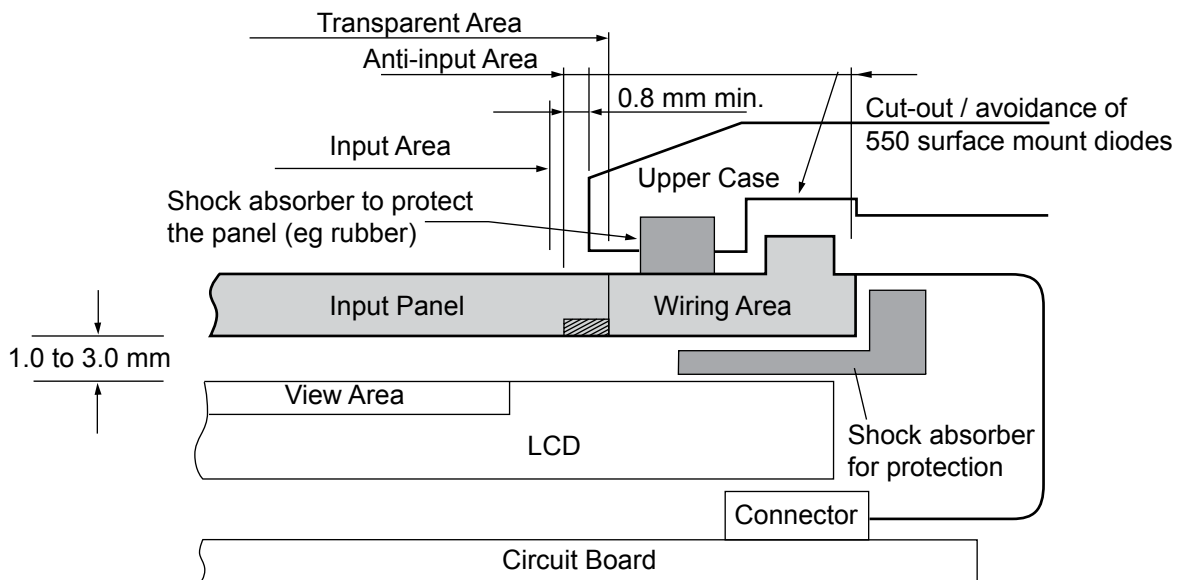 Transparent Area
Anti-input Area
0.8 mm min.
Cut-out / avoidance of
550 surface mount diodes
Input Area
Upper Case
Shock absorber to protect
the panel (eg rubber)
Input Panel
Wiring Area
1.0 to 3.0 mm
View Area
LCD
Shock absorber
for protection
Connector
Circuit Board